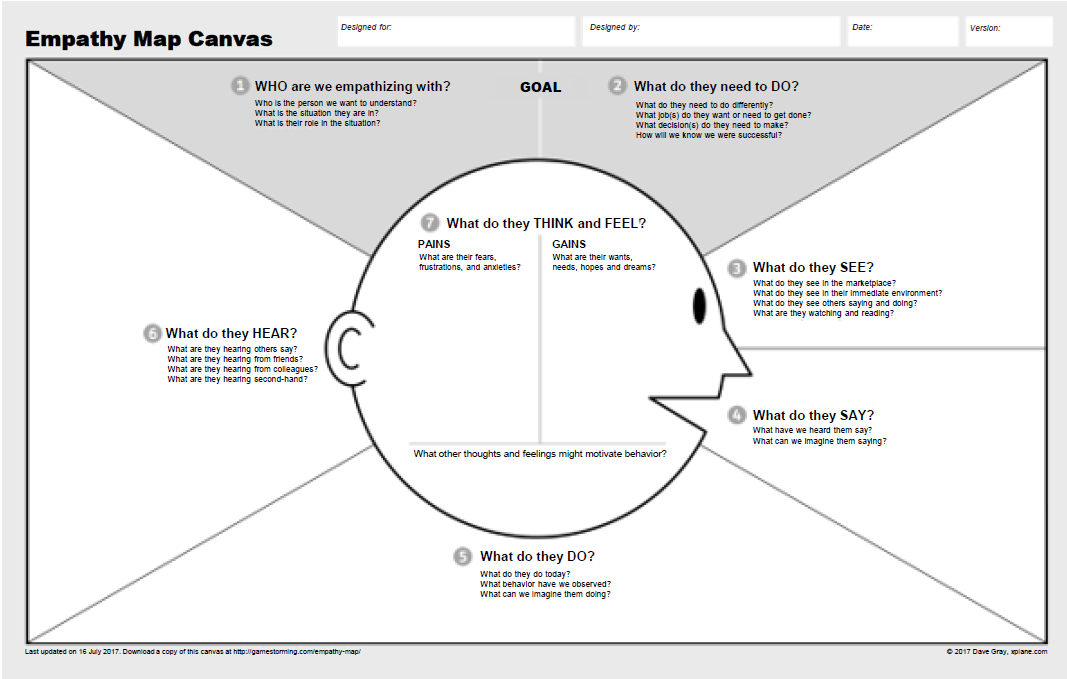 Empathy Map Canvas
Designed for:
Designed by:
Date:
Version:
1 WHO are we empathizing with?
Who is the person we want to understand?
What is the situation they are in?
What is their role in the situation?
GOAL
2 What do they need to DO?
What do they need to do differently?
What job(s) do they want or need to get done?
What decision(s) do they need to make?
How will we know we were successful?
7 What do they THINK and FEEL?
PAINS
What are their fears,
frustrations, and anxieties?
GAINS
What are their wants,
needs, hopes and dreams?
What other thoughts and feelings might motivate behavior?
3 What do they SEE?
What do they see in the marketplace?
What do they see in their immediate environment?
What do they see others saying and doing?
What are they watching and reading?
4 What do they SAY?
What have we heard them say?
What can we imagine them saying?
5 What do they DO?
What do they do today?
What behavior have we observed?
What can we imagine them doing?
6 What do they HEAR?
What are they hearing others say?
What are they hearing from friends?
What are they hearing from colleagues?
What are they hearing second-hand?
Last updated on 16 July 2017. Download a copy of this canvas at http://gamestorming.com/empathy-map/
© 2017 Dave Gray, xplane.com